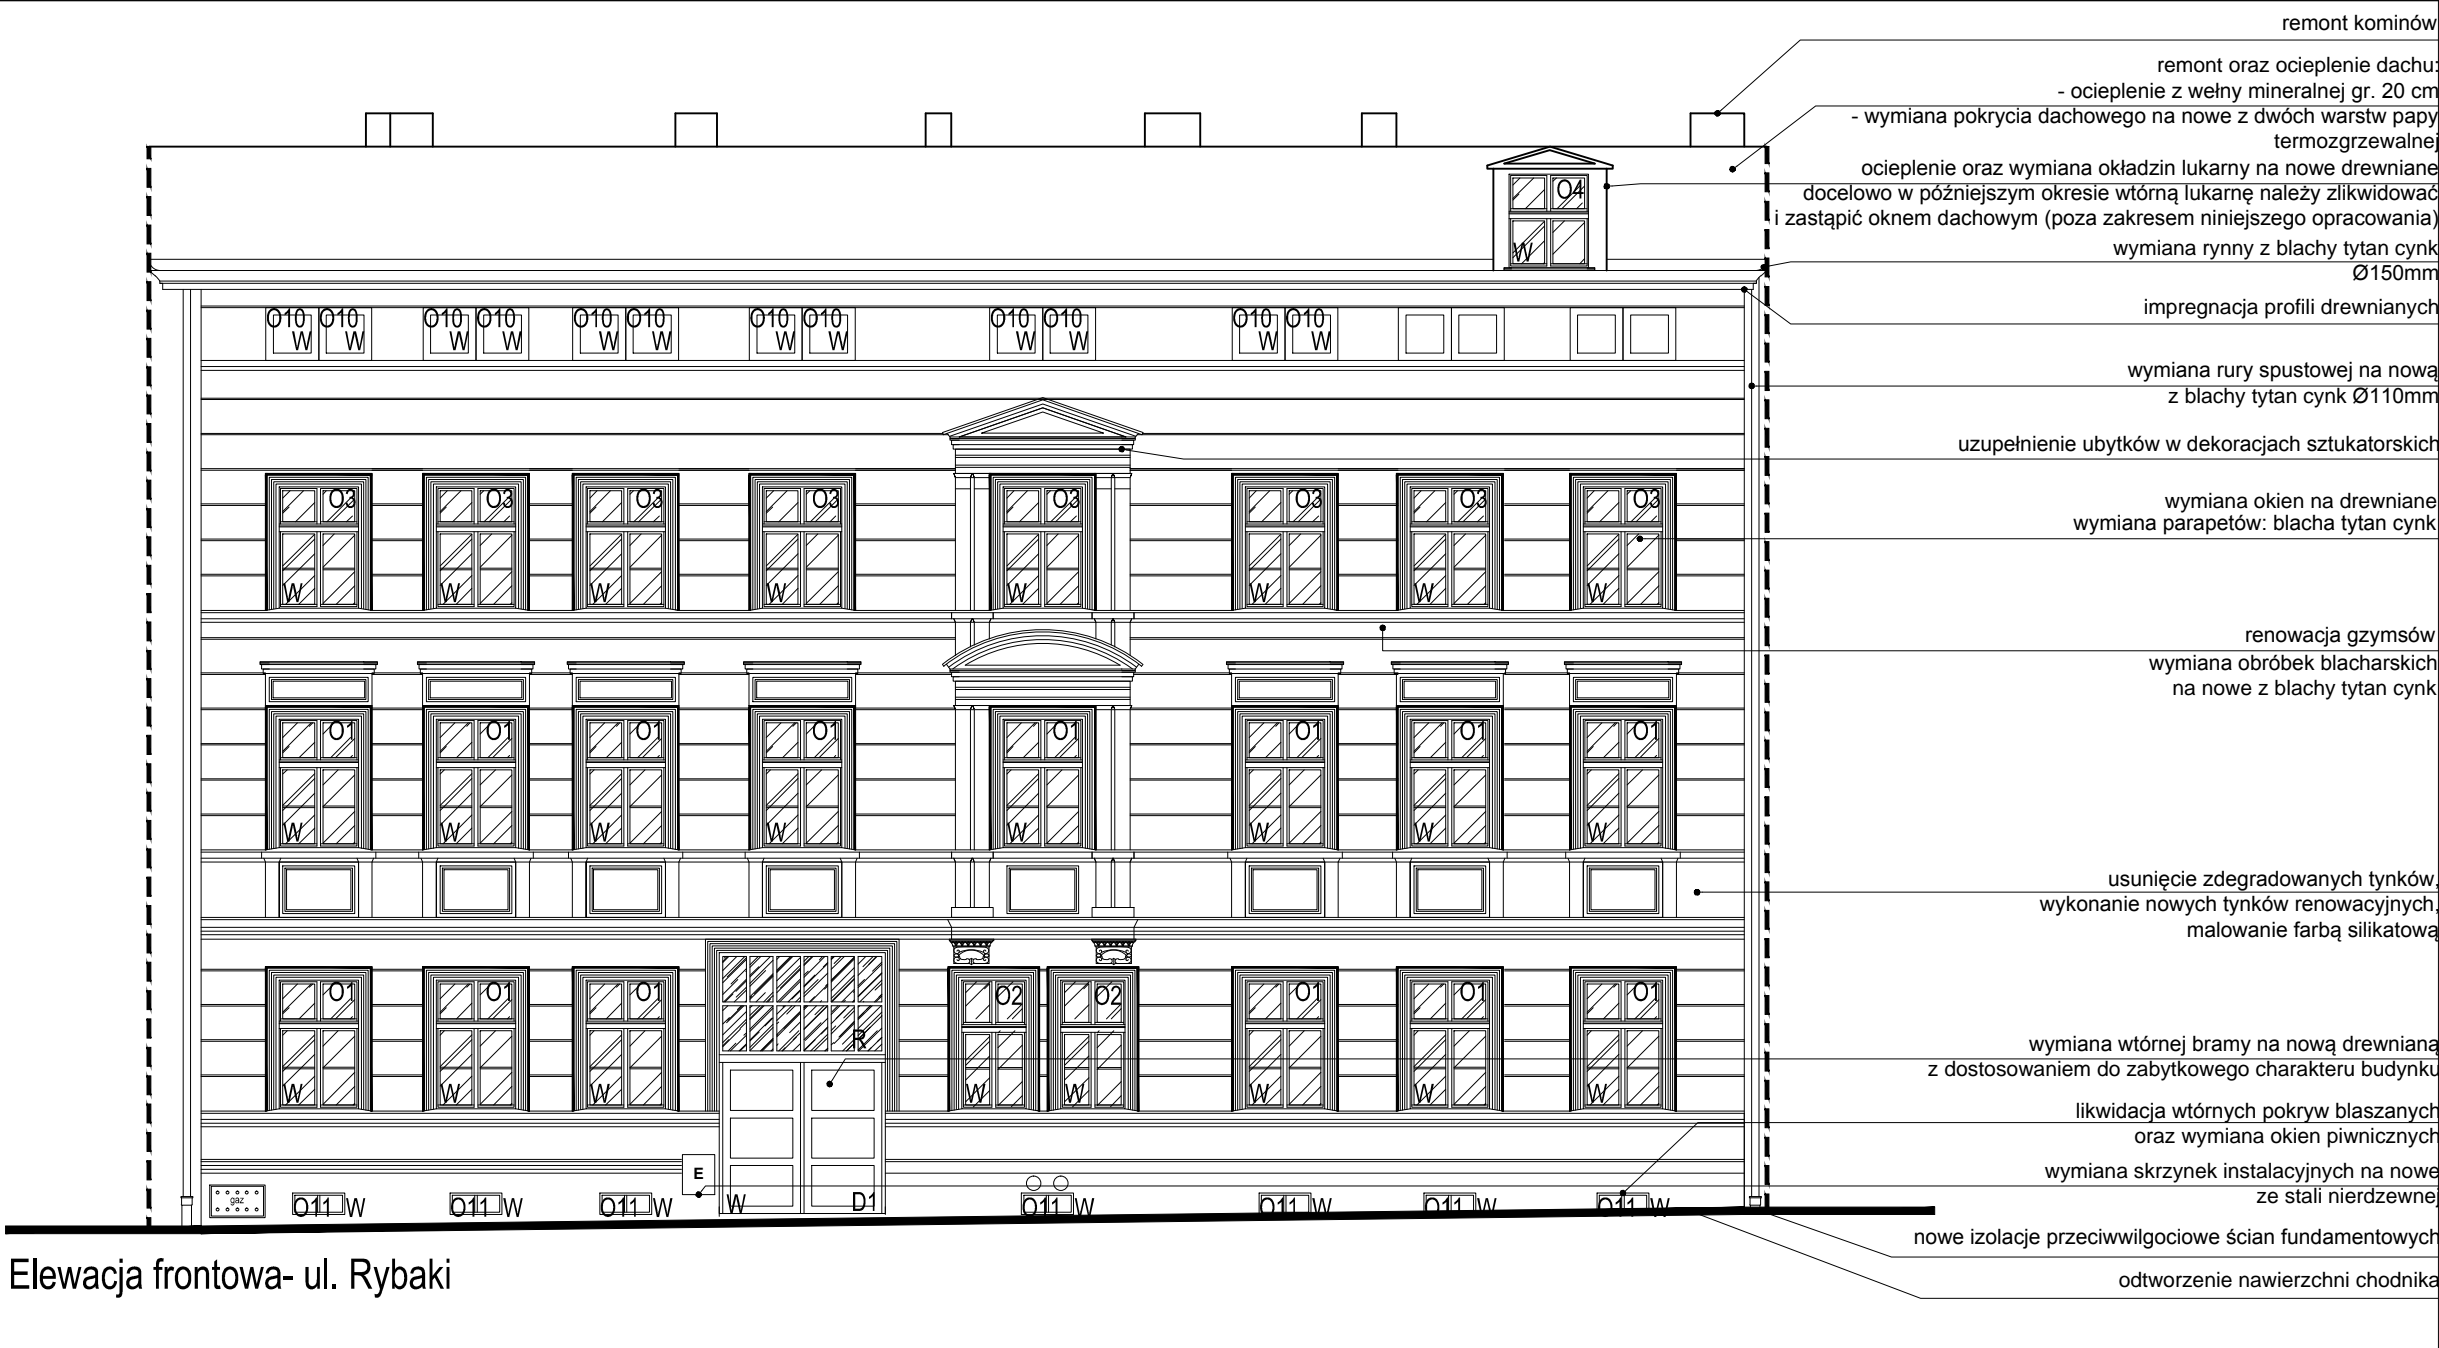 remont kominów
remont oraz ocieplenie dachu:
- ocieplenie z wełny mineralnej gr. 20 cm
- wymiana pokrycia dachowego na nowe z dwóch warstw papy
termozgrzewalnej
ocieplenie oraz wymiana okładzin lukarny na nowe drewniane
docelowo w późniejszym okresie wtórną lukarnę należy zlikwidować
i zastąpić oknem dachowym (poza zakresem niniejszego opracowania)
wymiana rynny z blachy tytan cynk
Ø150mm
impregnacja profili drewnianych
wymiana rury spustowej na nową
z blachy tytan cynk Ø110mm
uzupełnienie ubytków w dekoracjach sztukatorskich
wymiana okien na drewniane
wymiana parapetów: blacha tytan cynk
renowacja gzymsów
wymiana obróbek blacharskich
na nowe z blachy tytan cynk
usunięcie zdegradowanych tynków,
wykonanie nowych tynków renowacyjnych,
malowanie farbą silikatową
wymiana wtórnej bramy na nową drewnianą
z dostosowaniem do zabytkowego charakteru budynku
likwidacja wtórnych pokryw blaszanych
oraz wymiana okien piwnicznych
wymiana skrzynek instalacyjnych na nowe
ze stali nierdzewnej
nowe izolacje przeciwwilgociowe ścian fundamentowych
odtworzenie nawierzchni chodnika
O4
W
O10 O10 O10 O10 O10 O10 O10 O10 O10 O10 O10 O10
W W W W W W W W W W W W
O3 O3 O3 O3 O3 O3 O3 O3
W W W W W W W W
O1 O1 O1 O1 O1 O1 O1 O1
W W W W W W W W
O1 O1 O1 O2 O2 O1 O1 O1
R
W W W W W W W W
E
gaz
O11 W O11 W O11 W W D1 O11 W O11 W O11 W O11 W
Elewacja frontowa- ul. Rybaki